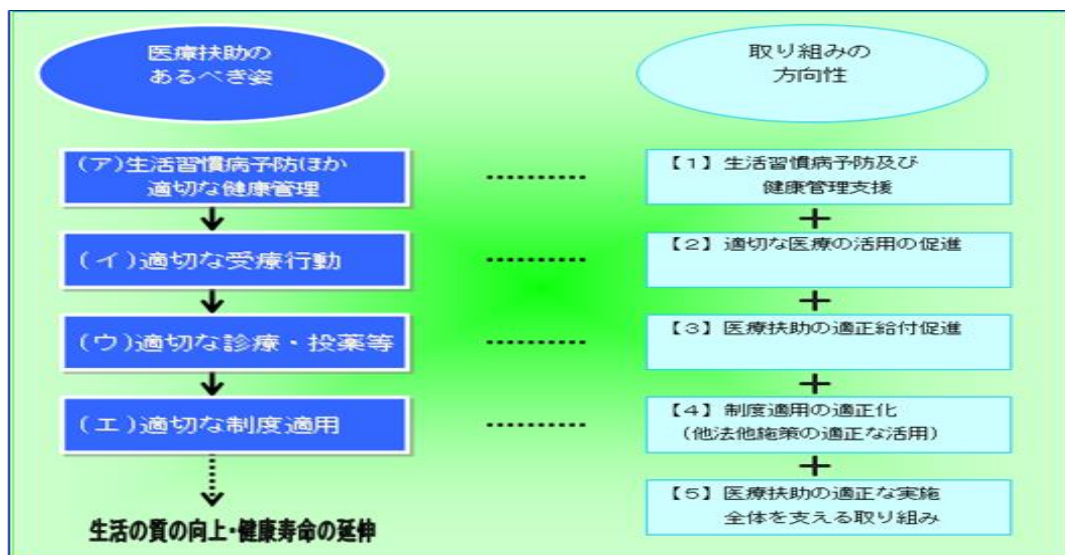 医療扶助の
あるべき姿
(ア)生活習慣病予防ほか
適切な健康管理
(イ)適切な受療行動
(ウ)適切な診療・投薬等
(エ)適切な制度適用
生活の質の向上・健康寿命の延伸
取り組みの
方向性
【1】生活習慣病予防及び
健康管理支援
+
【2】適切な医療の活用の促進
+
【3】医療扶助の適正給付促進
+
【4】制度適用の適正化
(他法他施策の適正な活用)
+
【5】医療扶助の適正な実施
全体を支える取り組み